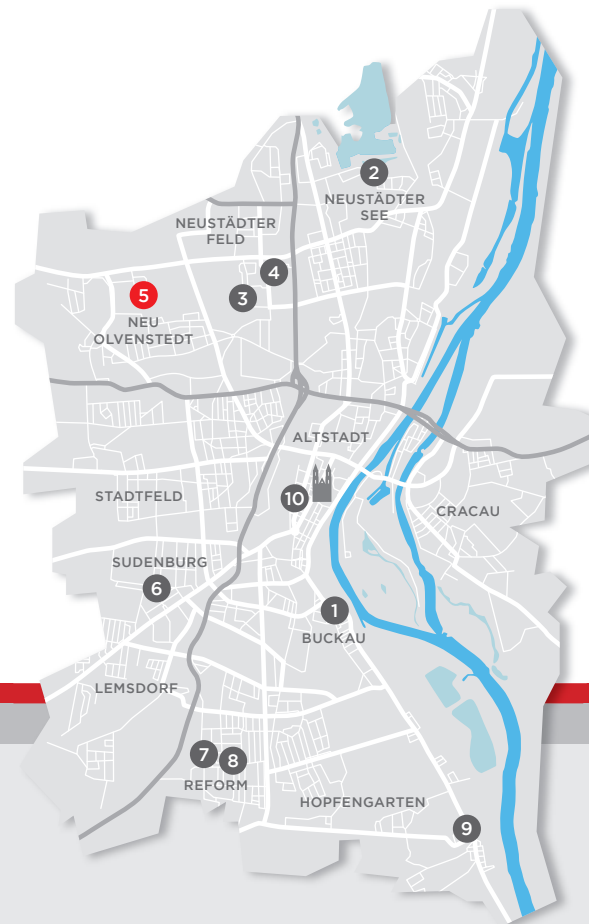 2
NEUSTÄDTER
SEE
NEUSTÄDTER
FELD
4
3
5
NEU
OLVENSTEDT
ALTSTADT
STADTFELD
10
CRACAU
SUDENBURG
6
1
BUCKAU
LEMSDORF
7
8
REFORM
HOPFENGARTEN
9